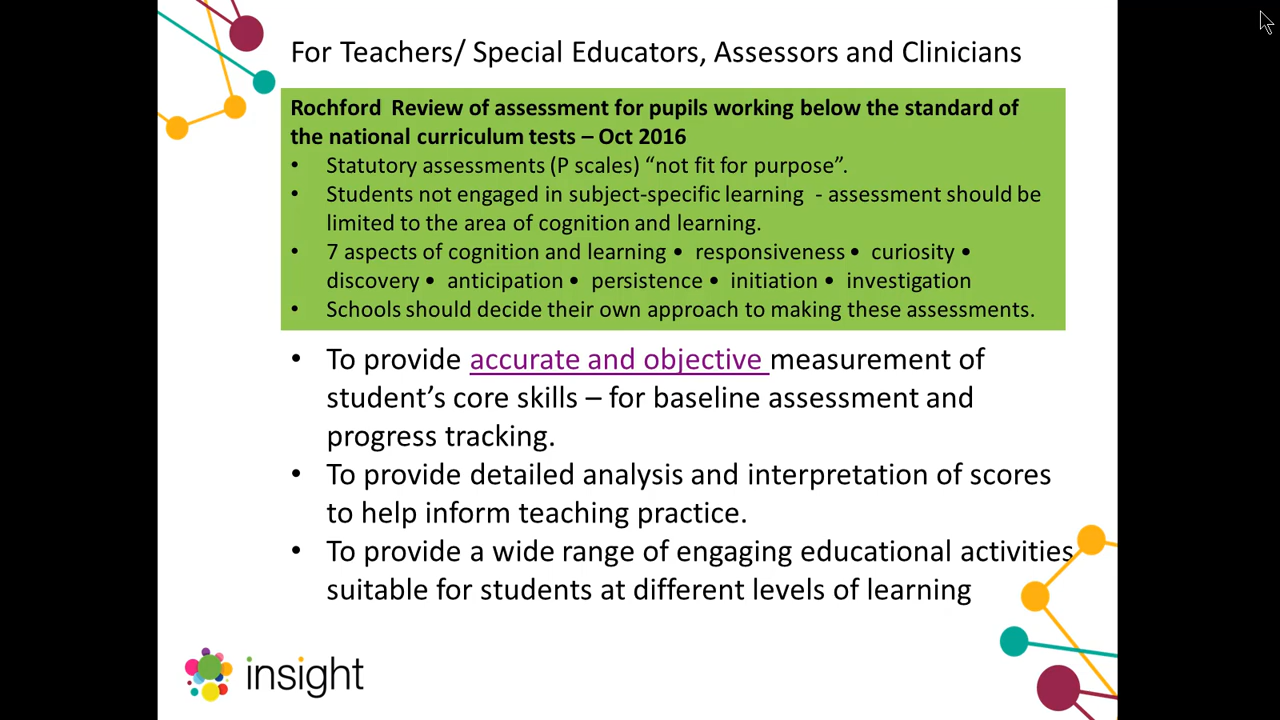 For Teachers/ Special Educators, Assessors and Clinicians
Rochford  Review of assessment for pupils working below the standard of
the national curriculum tests – Oct 2016
• Statutory assessments (P scales) “not fit for purpose”.
• Students not engaged in subject-specific learning  - assessment should be
limited to the area of cognition and learning.
• 7 aspects of cognition and learning •  responsiveness •  curiosity •
discovery •  anticipation •  persistence •  initiation •  investigation
• Schools should decide their own approach to making these assessments.
• To provide accurate and objective measurement of
student’s core skills – for baseline assessment and
progress tracking.
• To provide detailed analysis and interpretation of scores
to help inform teaching practice.
• To provide a wide range of engaging educational activities
suitable for students at different levels of learning
insight